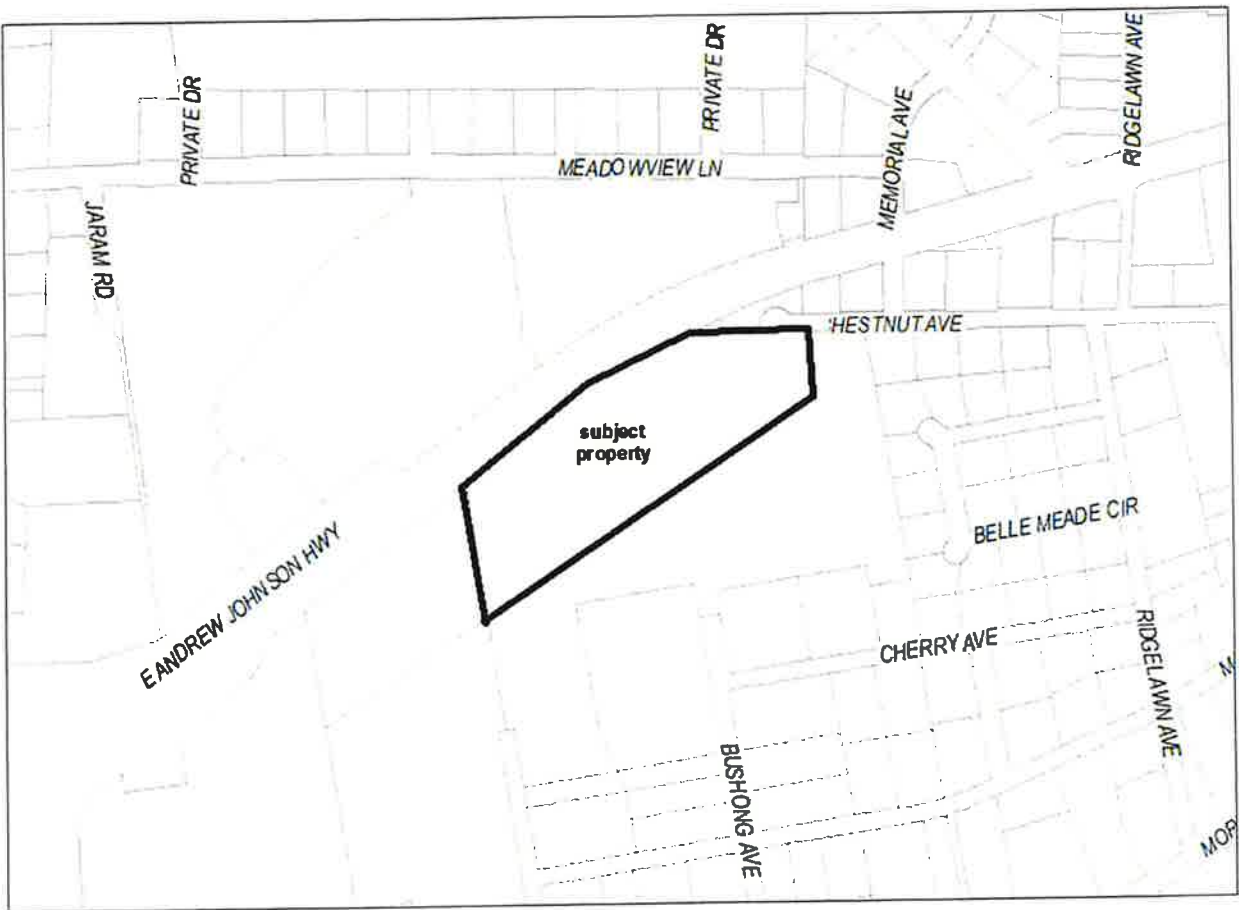 PRIVATE DR
PRIVATE DR
RIDGELAWN AVE
MEMORIAL AVE
MEADOWVIEW LN
JARAM RD
'HESTNUT AVE
subject
property
BELLE MEADE CIR
E ANDREW JOHNSON HWY
CHERRY AVE
RIDGELAWN AVE
BUSHONG AVE
M
MOR